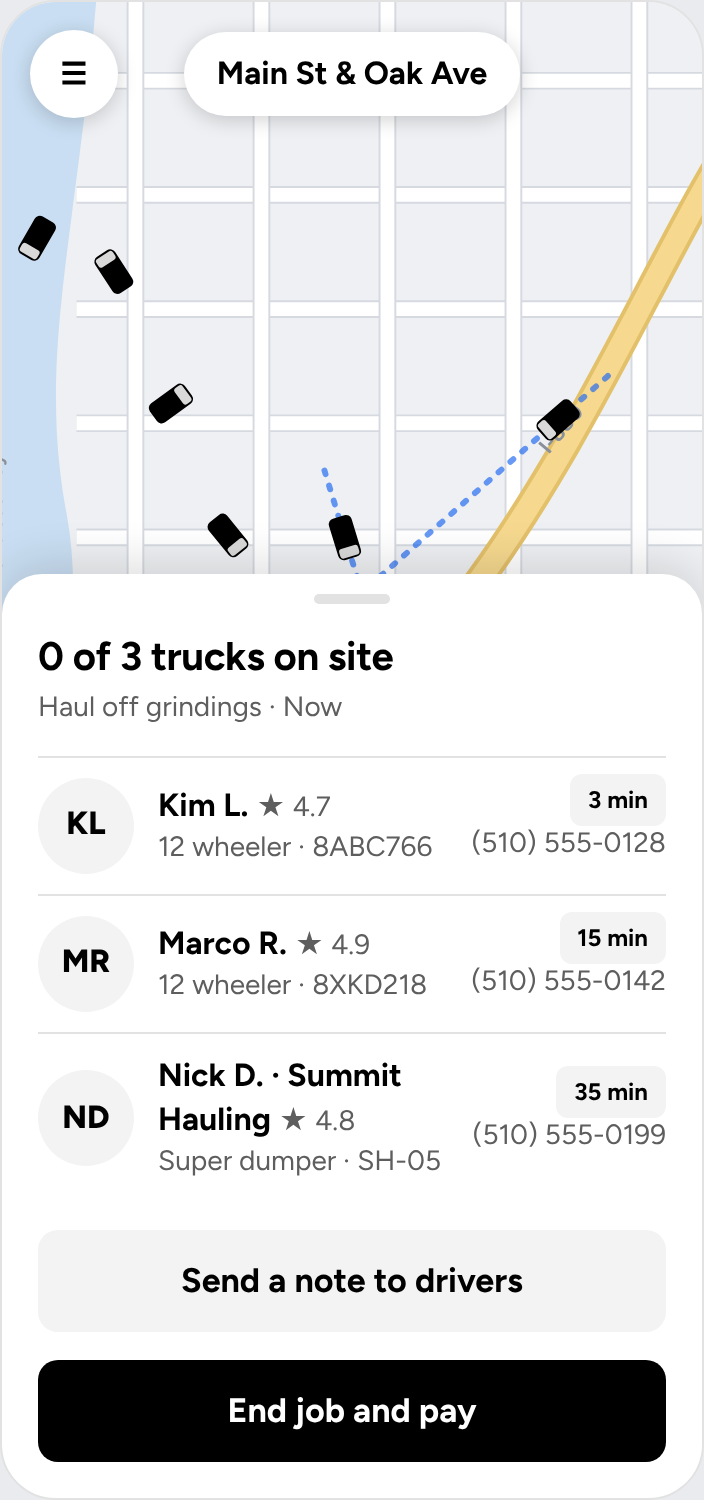 ☰
Main St & Oak Ave
0 of 3 trucks on site
Haul off grindings · Now
KL
Kim L. ★ 4.7
12 wheeler · 8ABC766
3 min
(510) 555-0128
MR
Marco R. ★ 4.9
12 wheeler · 8XKD218
15 min
(510) 555-0142
ND
Nick D. · Summit
Hauling ★ 4.8
Super dumper · SH-05
35 min
(510) 555-0199
Send a note to drivers
End job and pay